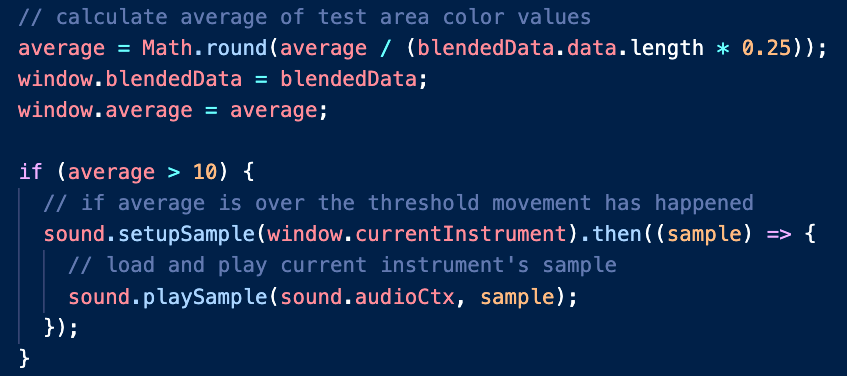 // calculate average of test area color values
average = Math.round(average / (blendedData.data.length * 0.25));
window.blendedData = blendedData;
window.average = average;
if (average > 10) {
// if average is over the threshold movement has happened
sound.setupSample(window.currentInstrument).then((sample) => {
// load and play current instrument's sample
sound.playSample(sound.audioCtx, sample);
});
}